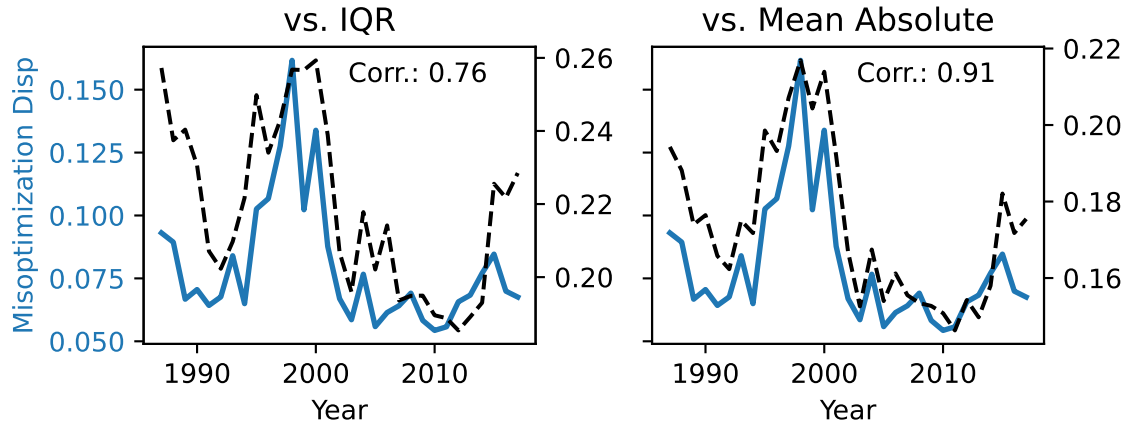 vs. IQR
Misoptimization Disp
0.150
0.125
0.100
0.075
0.050
Corr.: 0.76
0.26
0.24
0.22
0.20
1990 2000 2010
Year
vs. Mean Absolute
Corr.: 0.91
0.22
0.20
0.18
0.16
1990 2000 2010
Year